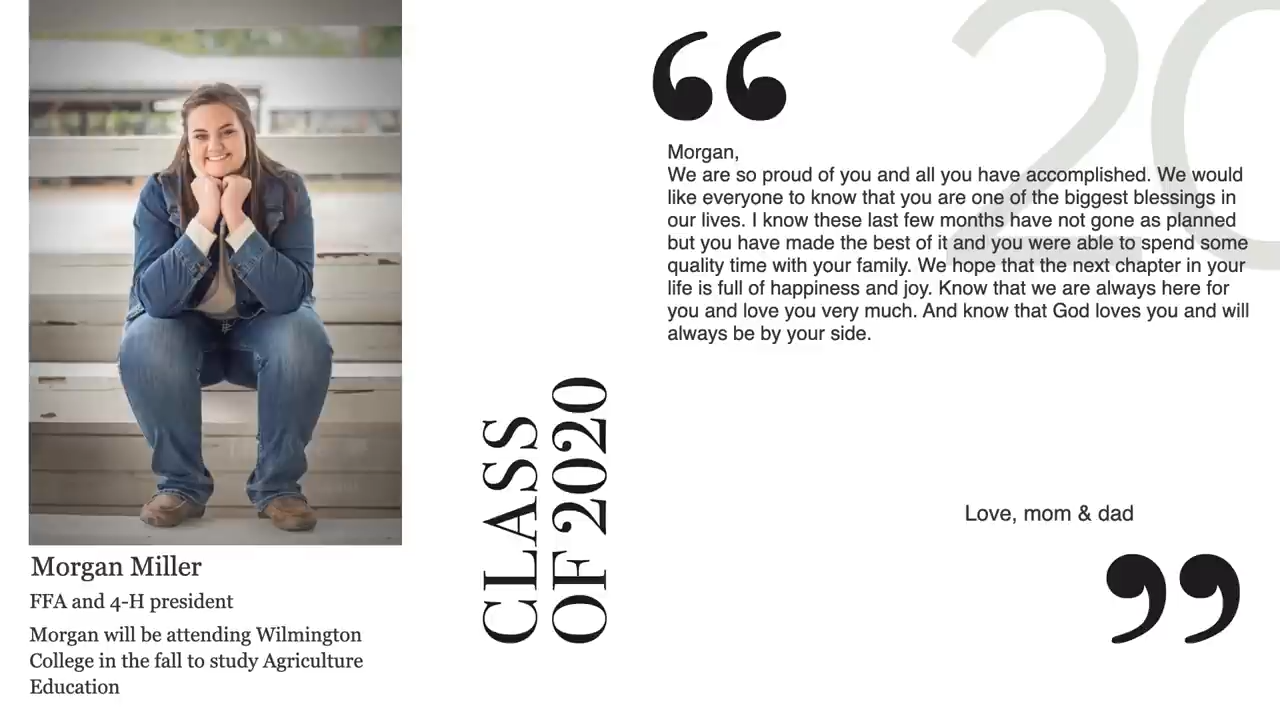 Morgan Miller
FFA and 4-H president
Morgan will be attending Wilmington
College in the fall to study Agriculture
Education
CLASS
OF 2020
20
“
Morgan,
We are so proud of you and all you have accomplished. We would
like everyone to know that you are one of the biggest blessings in
our lives. I know these last few months have not gone as planned
but you have made the best of it and you were able to spend some
quality time with your family. We hope that the next chapter in your
life is full of happiness and joy. Know that we are always here for
you and love you very much. And know that God loves you and will
always be by your side.
Love, mom & dad
”